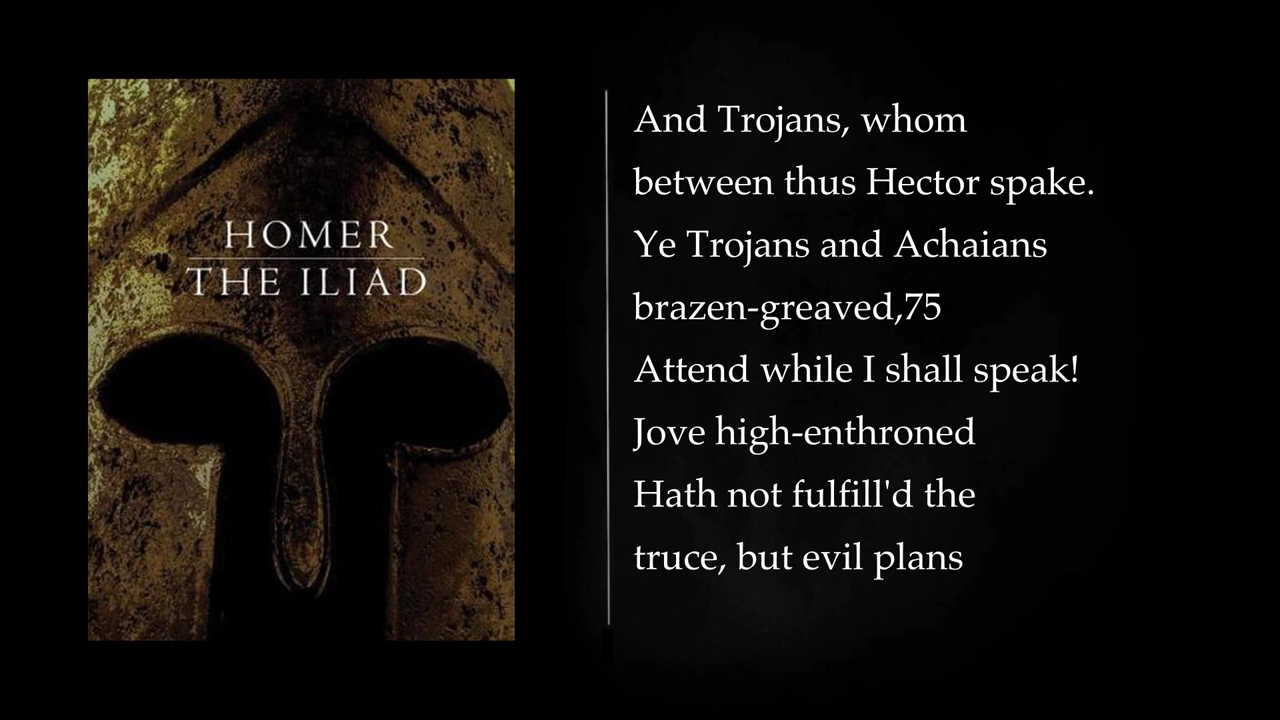 HOMER
THE ILIAD
And Trojans, whom
between thus Hector spake.
Ye Trojans and Achaians
brazen-greaved,75
Attend while I shall speak!
Jove high-enthroned
Hath not fulfill'd the
truce, but evil plans